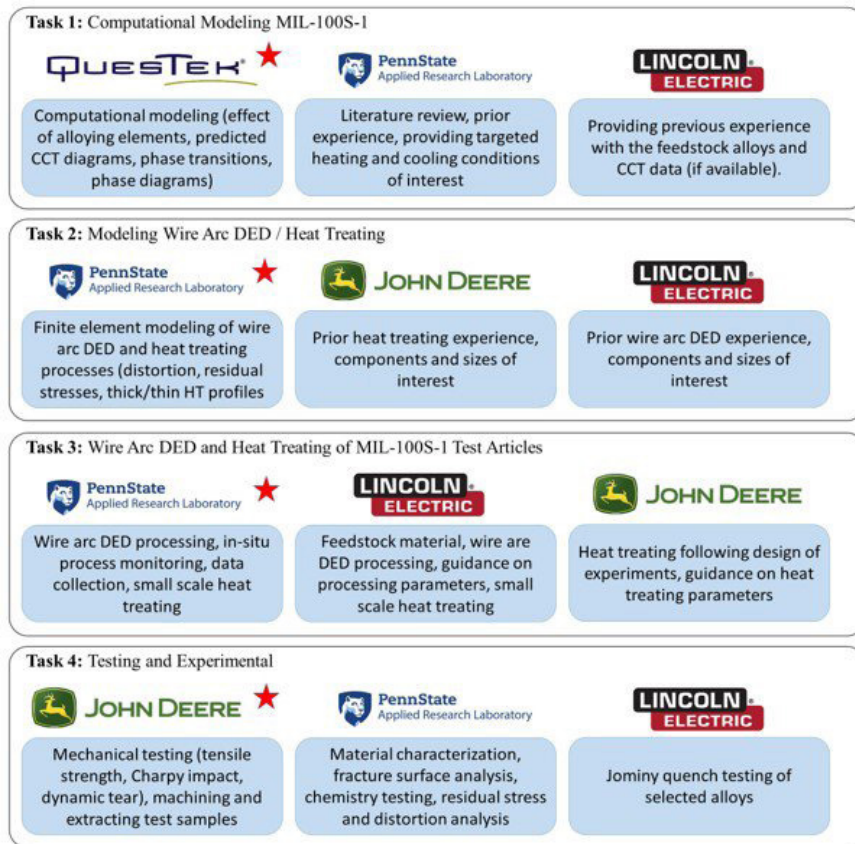 Task 1: Computational Modeling MIL-100S-1
QUESTEK®
PennState
Applied Research Laboratory
LINCOLN®
ELECTRIC
Computational modeling (effect
of alloying elements, predicted
CCT diagrams, phase transitions,
phase diagrams)
Literature review, prior
experience, providing targeted
heating and cooling conditions
of interest
Providing previous experience
with the feedstock alloys and
CCT data (if available).
Task 2: Modeling Wire Arc DED / Heat Treating
PennState
Applied Research Laboratory
JOHN DEERE
LINCOLN®
ELECTRIC
Finite element modeling of wire
arc DED and heat treating
processes (distortion, residual
stresses, thick/thin HT profiles
Prior heat treating experience,
components and sizes of
interest
Prior wire arc DED experience,
components and sizes of
interest
Task 3: Wire Arc DED and Heat Treating of MIL-100S-1 Test Articles
PennState
Applied Research Laboratory
LINCOLN®
ELECTRIC
JOHN DEERE
Wire arc DED processing, in-situ
process monitoring, data
collection, small scale heat
treating
Feedstock material, wire are
DED processing, guidance on
processing parameters, small
scale heat treating
Heat treating following design of
experiments, guidance on heat
treating parameters
Task 4: Testing and Experimental
JOHN DEERE
PennState
Applied Research Laboratory
LINCOLN®
ELECTRIC
Mechanical testing (tensile
strength, Charpy impact,
dynamic tear), machining and
extracting test samples
Material characterization,
fracture surface analysis,
chemistry testing, residual stress
and distortion analysis
Jominy quench testing of
selected alloys